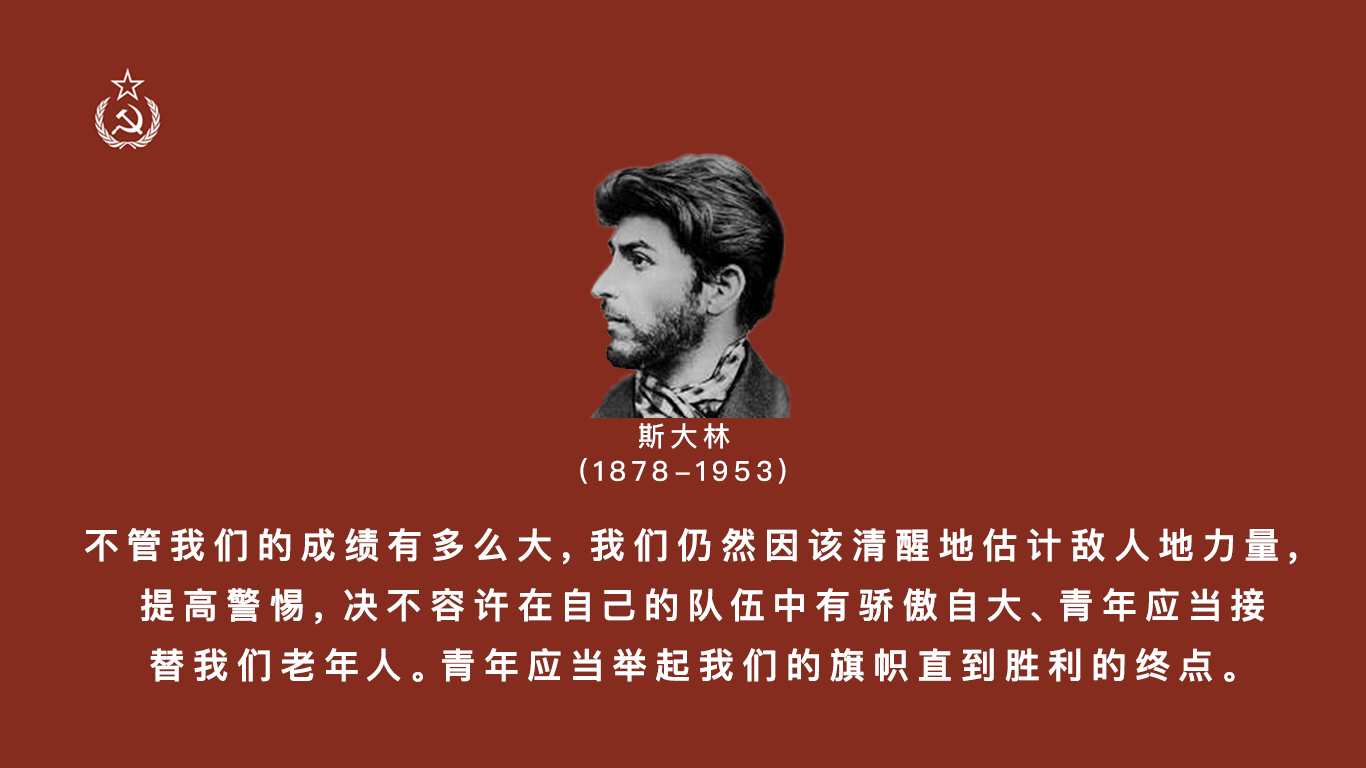 斯大林
(1878-1953)
不管我们的成绩有多么大,我们仍然因该清醒地估计敌人地力量,
提高警惕,决不容许在自己的队伍中有骄傲自大、青年应当接
替我们老年人。青年应当举起我们的旗帜直到胜利的终点。